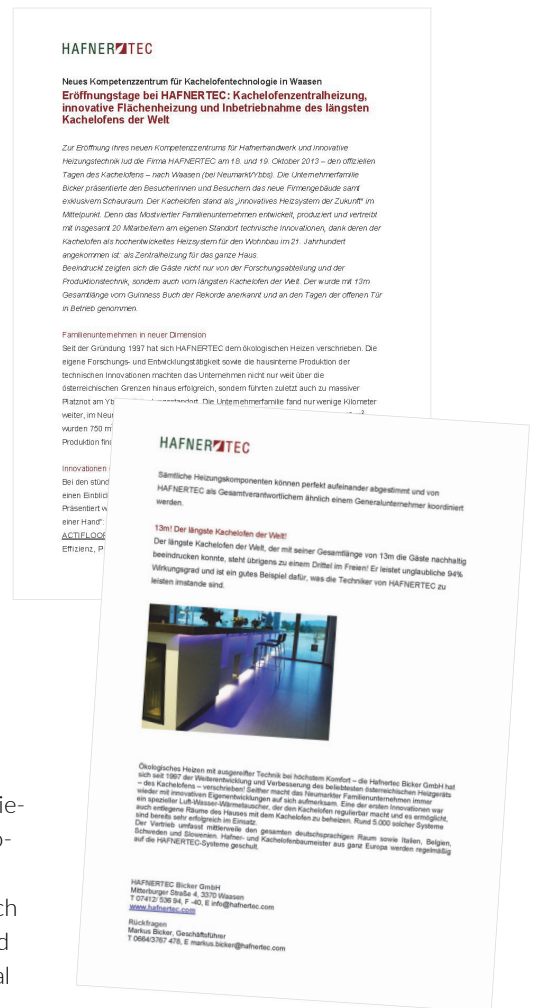 HAFNERTEC
Neues Kompetenzzentrum für Kachelofentechnologie in Waasen
Eröffnungstage bei HAFNERTEC: Kachelofenzentralheizung,
innovative Flächenheizung und Inbetriebnahme des längsten
Kachelofens der Welt
Zur Eröffnung ihres neuen Kompetenzzentrums für Hafnerhandwerk und innovative
Heizungstechnik lud die Firma HAFNERTEC am 18. und 19. Oktober 2013 – den offiziellen
Tagen des Kachelofens – nach Waasen (bei Neumarkt/Ybbs). Die Unternehmerfamilie
Bicker präsentierte den Besucherinnen und Besuchern das neue Firmengebäude samt
exklusivem Schauraum. Der Kachelofen stand als „innovatives Heizsystem der Zukunft“ im
Mittelpunkt. Denn das Mostviertler Familienunternehmen entwickelt, produziert und vertreibt
mit insgesamt 20 Mitarbeitern am eigenen Standort technische Innovationen, dank deren der
Kachelofen als hochentwickeltes Heizsystem für den Wohnbau im 21. Jahrhundert
angekommen ist: als Zentralheizung für das ganze Haus.
Beeindruckt zeigten sich die Gäste nicht nur von der Forschungsabteilung und der
Produktionstechnik, sondern auch vom längsten Kachelofen der Welt. Der wurde mit 13m
Gesamtlänge vom Guinness Buch der Rekorde anerkannt und an den Tagen der offenen Tür
in Betrieb genommen.
Familienunternehmen in neuer Dimension
Seit der Gründung 1997 hat sich HAFNERTEC dem ökologischen Heizen verschrieben. Die
eigene Forschungs- und Entwicklungstätigkeit sowie die hausinterne Produktion der
technischen Innovationen machten das Unternehmen nicht nur weit über die
österreichischen Grenzen hinaus erfolgreich, sondern führten zuletzt auch zu massiver
Platznot am Die Unternehmerfamilie fand nur wenige Kilometer
weiter, im
wurden 750
Produktion
Innovationen
Bei den
einen
Präsentiert
einer Hand“:
Effizienz,
HAFNERTEC
Sämtliche Heizungskomponenten können perfekt aufeinander abgestimmt und von
HAFNERTEC als Gesamtverantwortlichem ähnlich einem Generalunternehmer koordiniert
werden.
13m! Der längste Kachelofen der Welt!
Der längste Kachelofen der Welt, der mit seiner Gesamtlänge von 13m die Gäste nachhaltig
beeindrucken konnte, steht übrigens zu einem Drittel im Freien! Er leistet unglaubliche 94%
Wirkungsgrad und ist ein gutes Beispiel dafür, was die Techniker von HAFNERTEC zu
leisten imstande sind.
Ökologisches Heizen mit ausgereifter Technik bei höchstem Komfort – die Hafnertec Bicker GmbH hat
sich seit 1997 der Weiterentwicklung und Verbesserung des beliebtesten österreichischen Heizgeräts
– des Kachelofens – verschrieben! Seither macht das Neumarkter Familienunternehmen immer
wieder mit innovativen Eigenentwicklungen auf sich aufmerksam. Eine der ersten Innovationen war
ein spezieller Luft-Wasser-Wärmetauscher, der den Kachelofen regulierbar macht und es ermöglicht,
auch entlegene Räume des Hauses mit dem Kachelofen zu beheizen. Rund 5.000 solcher Systeme
sind bereits sehr erfolgreich im Einsatz.
Der Vertrieb umfasst mittlerweile den gesamten deutschsprachigen Raum sowie Italien, Belgien,
Schweden und Slowenien. Hafner- und Kachelofenbaumeister aus ganz Europa werden regelmäßig
auf die HAFNERTEC-Systeme geschult.
HAFNERTEC Bicker GmbH
Mitterburger Straße 4, 3370 Waasen
T 07412/ 536 94, F -40, E info@hafnertec.com
www.hafnertec.com
Rückfragen
Markus Bicker, Geschäftsführer
T 0664/3767 478, E markus.bicker@hafnertec.com